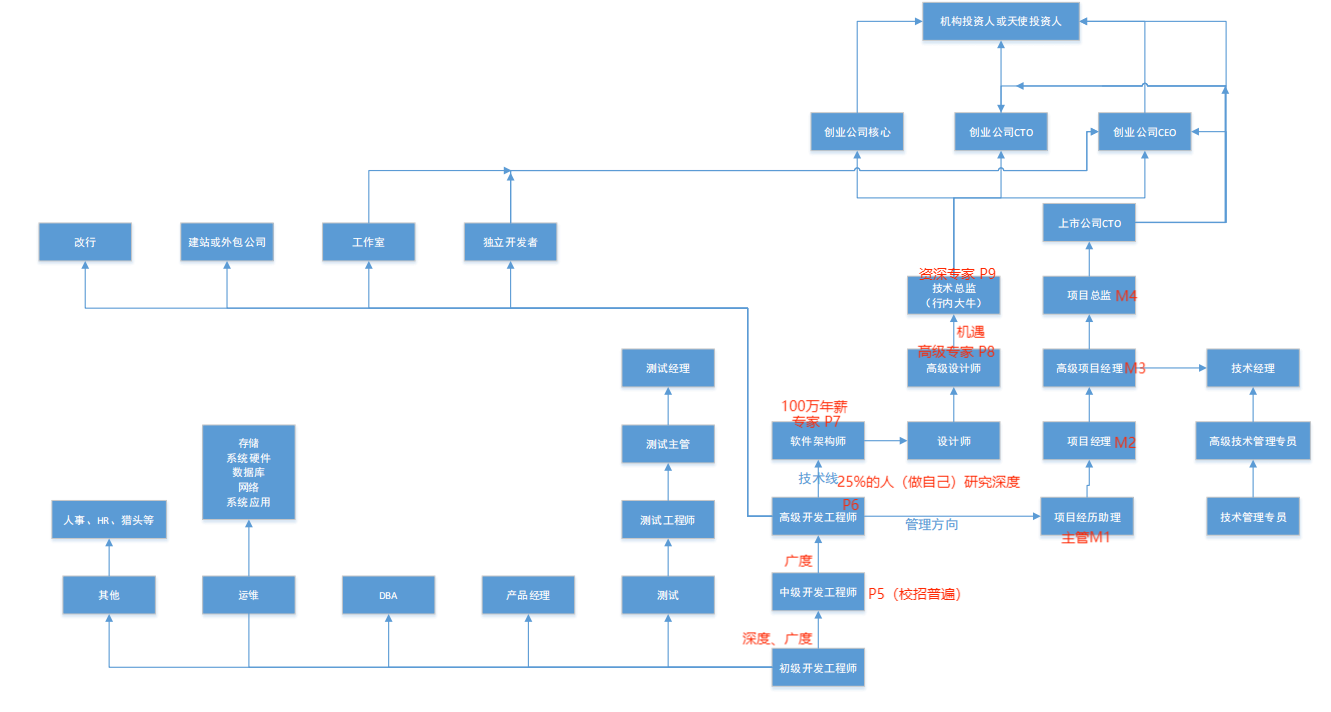 机构投资人或天使投资人
创业公司核心
创业公司CTO
创业公司CEO
改行
建站或外包公司
工作室
独立开发者
上市公司CTO
资深专家 P9
技术总监
（行内大牛）
项目总监 M4
机遇
高级专家 P8
测试经理
高级设计师
高级项目经理 M3
技术经理
100万年薪
专家 P7
测试主管
软件架构师
设计师
项目经理 M2
高级技术管理专员
存储
系统硬件
数据库
网络
系统应用
技术线
25%的人（做自己）研究深度
P6
人事、HR、猎头等
测试工程师
高级开发工程师
管理方向
项目经历助理
主管M1
技术管理专员
广度
其他
运维
DBA
产品经理
测试
中级开发工程师
P5（校招普遍）
深度、广度
初级开发工程师